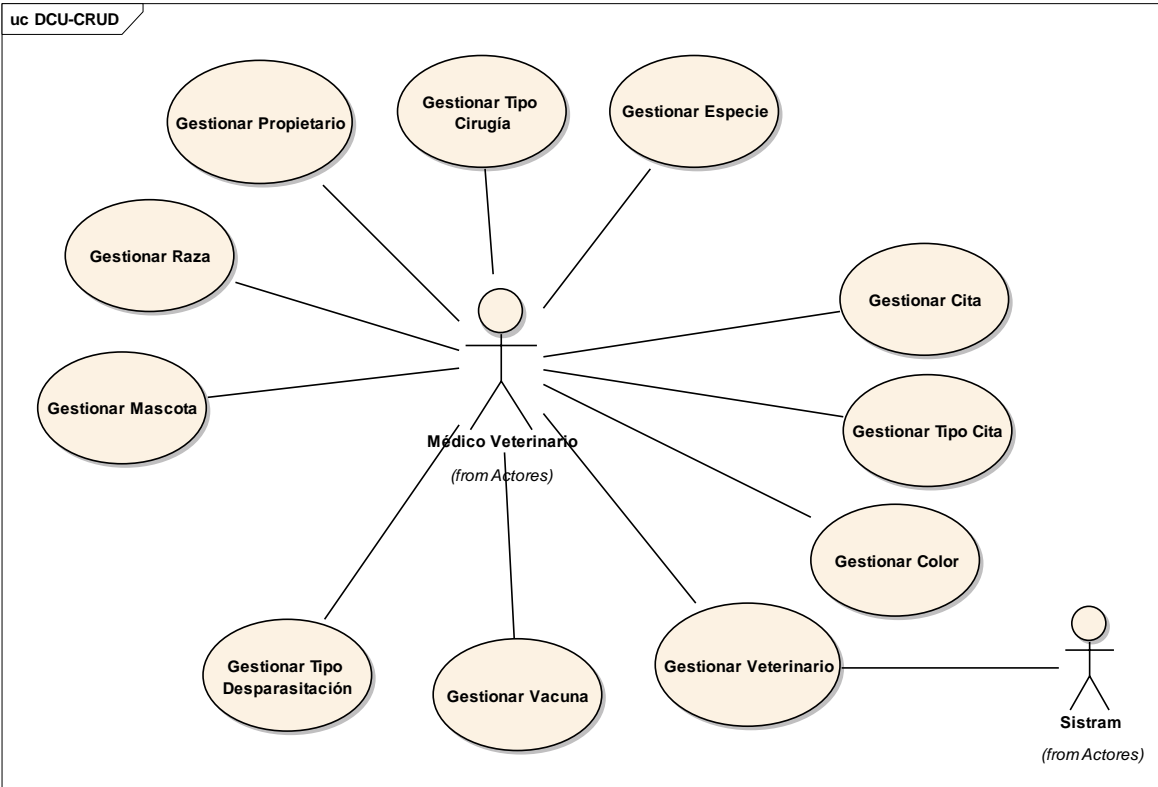 uc DCU-CRUD
Gestionar Propietario
Gestionar Tipo
Cirugía
Gestionar Especie
Gestionar Raza
Gestionar Cita
Gestionar Mascota
Gestionar Tipo Cita
Médico Veterinario
(from Actores)
Gestionar Color
Gestionar Tipo
Desparasitación
Gestionar Vacuna
Gestionar Veterinario
Sistram
(from Actores)